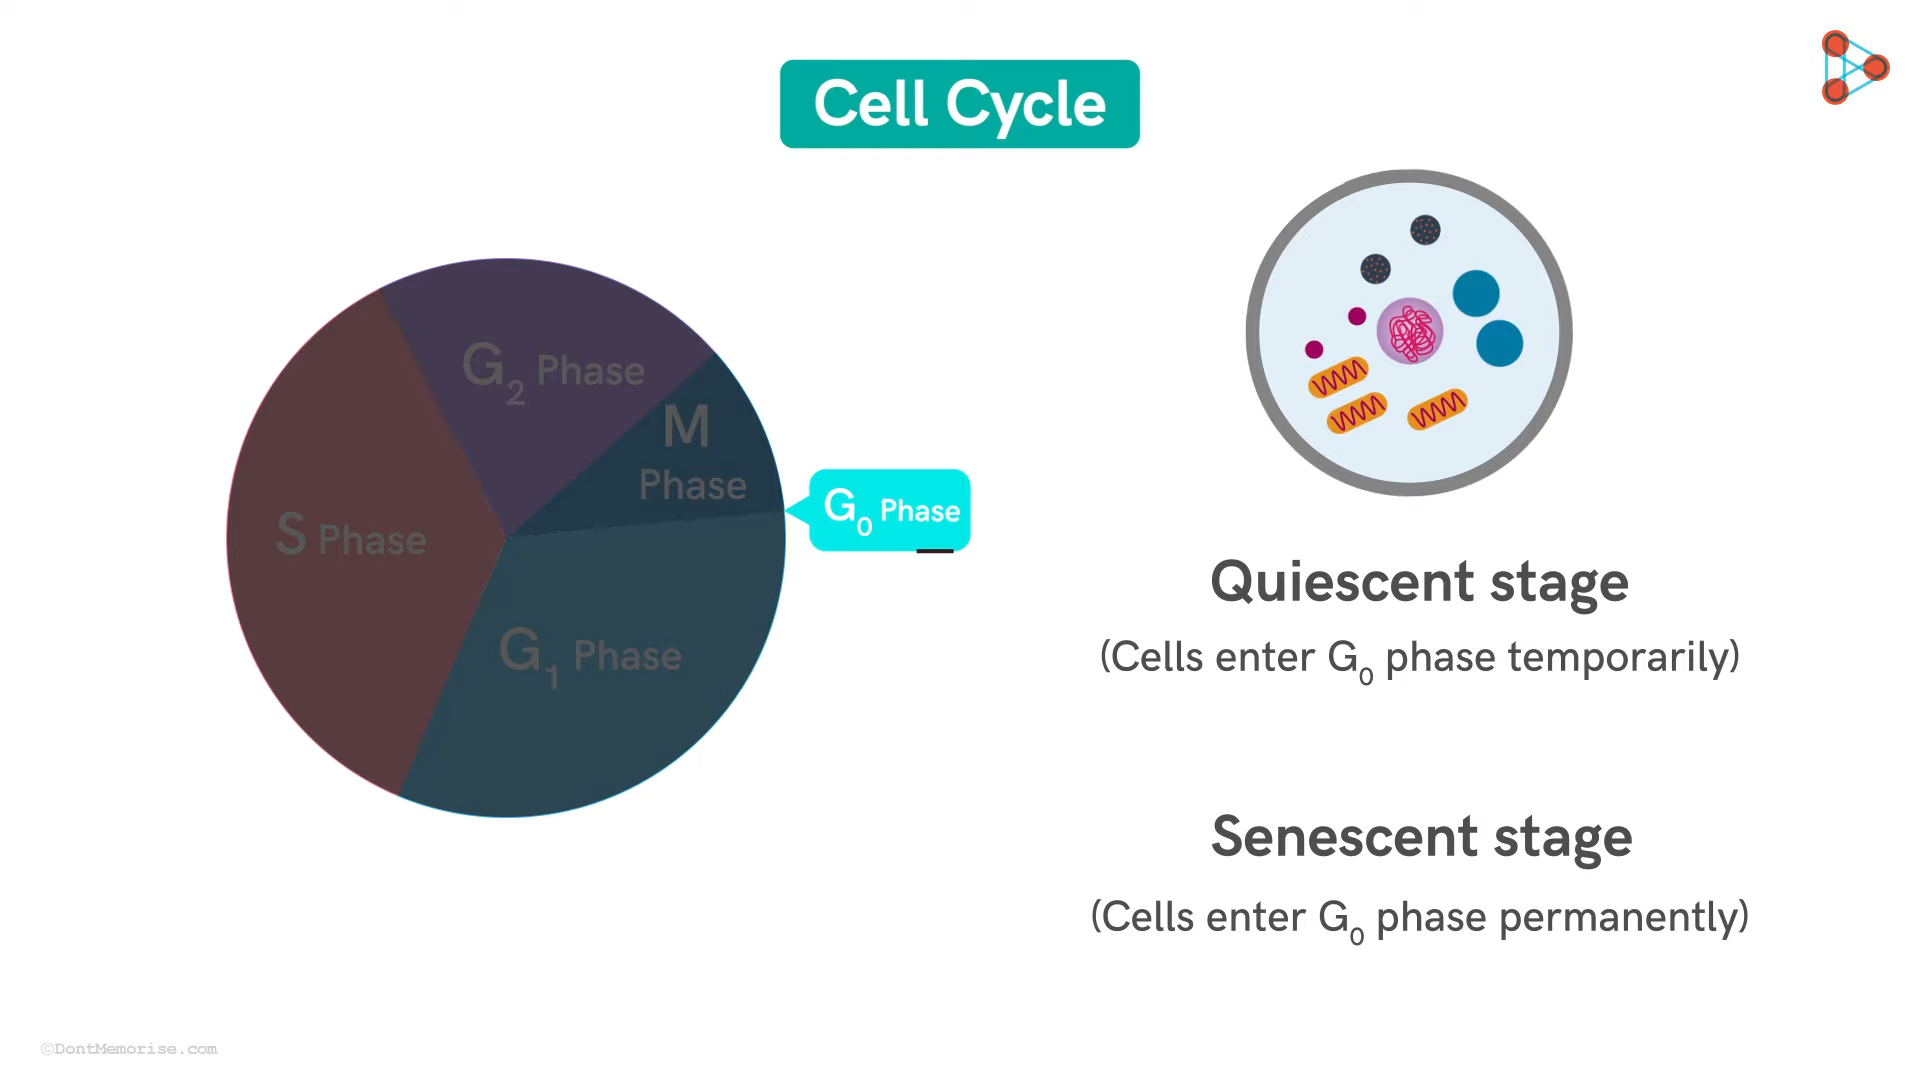 Cell Cycle
G₂ Phase
M
Phase
S Phase
G₀ Phase
G₁ Phase
Quiescent stage
(Cells enter G₀ phase temporarily)
Senescent stage
(Cells enter G₀ phase permanently)
©DontMemorise.com